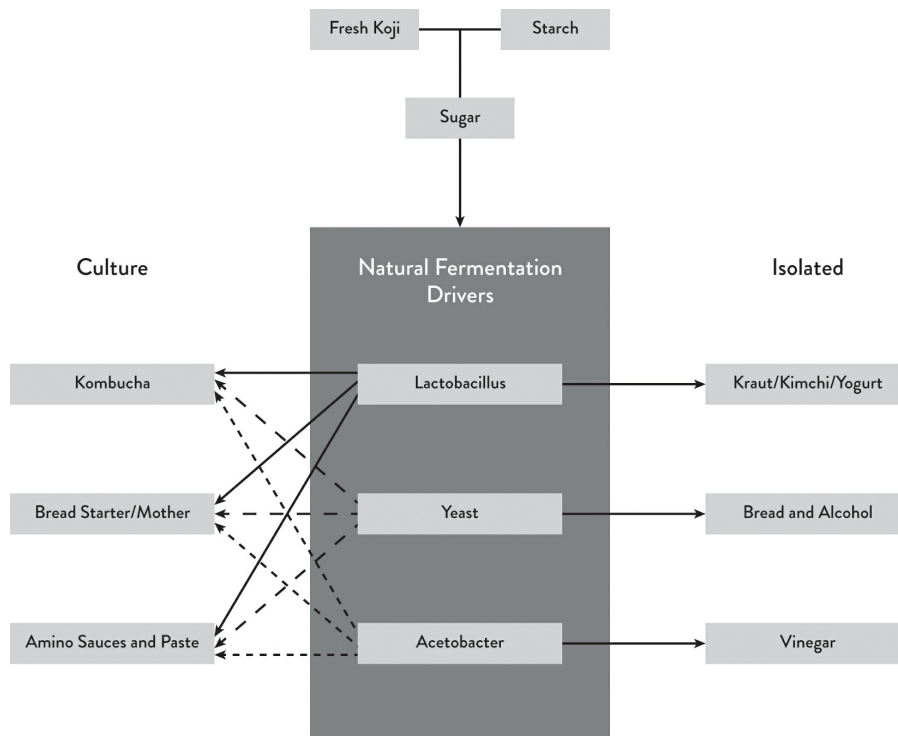 Fresh Koji
Starch
Sugar
Culture
Natural Fermentation
Drivers
Isolated
Kombucha
Lactobacillus
Kraut/Kimchi/Yogurt
Bread Starter/Mother
Yeast
Bread and Alcohol
Amino Sauces and Paste
Acetobacter
Vinegar